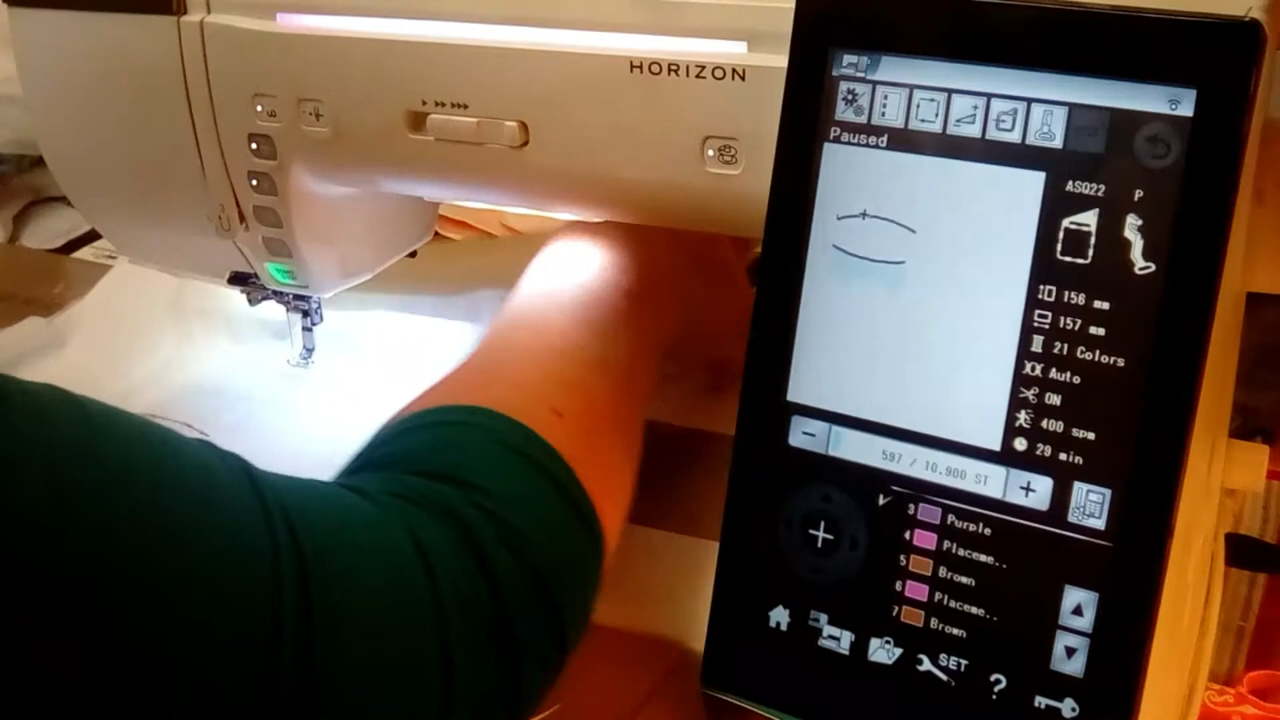 HORIZON
Paused
ASQ22 P
156 mm
157 mm
21 Colors
Auto
ON
400 spm
29 min
597 / 10,900 ST
3 Purple
4 Placeme..
5 Brown
6 Placeme..
7 Brown
SET
?